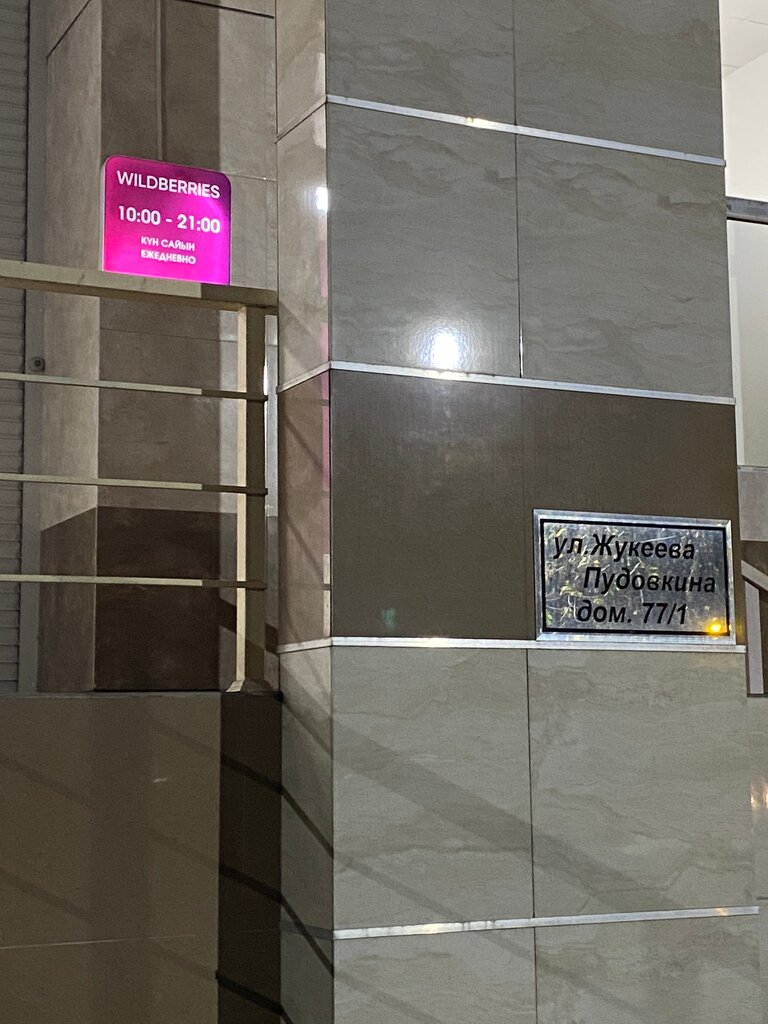 WILDBERRIES
10:00 - 21:00
КҮН САЙЫН
ЕЖЕДНЕВНО
ул.Жукеева
Пудовкина
дом. 77/1